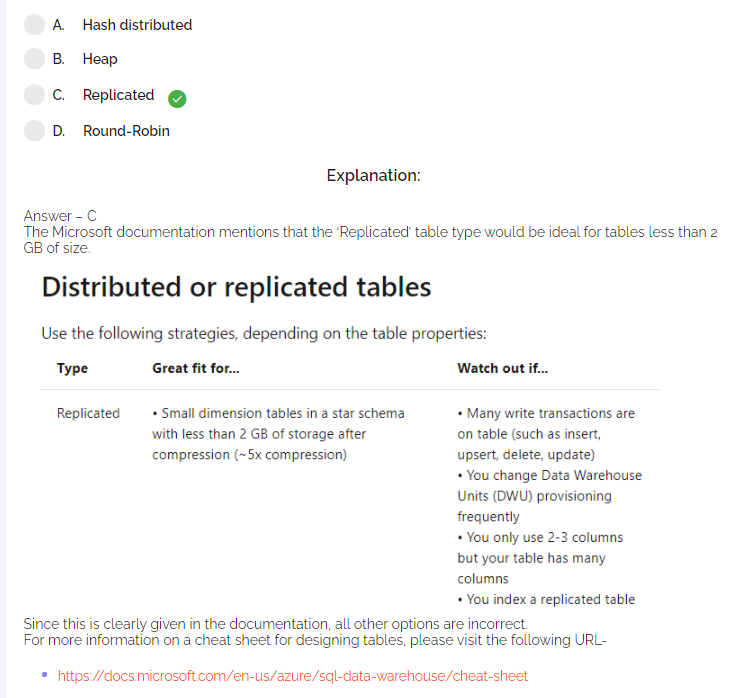 A. Hash distributed
B. Heap
C. Replicated
D. Round-Robin
Explanation:
Answer – C
The Microsoft documentation mentions that the ‘Replicated’ table type would be ideal for tables less than 2
GB of size.
Distributed or replicated tables
Use the following strategies, depending on the table properties:
Type Great fit for... Watch out if...
Replicated • Small dimension tables in a star schema • Many write transactions are
with less than 2 GB of storage after on table (such as insert,
compression (~5x compression) upsert, delete, update)
• You change Data Warehouse
Units (DWU) provisioning
frequently
• You only use 2-3 columns
but your table has many
columns
• You index a replicated table
Since this is clearly given in the documentation, all other options are incorrect.
For more information on a cheat sheet for designing tables, please visit the following URL-
• https://docs.microsoft.com/en-us/azure/sql-data-warehouse/cheat-sheet